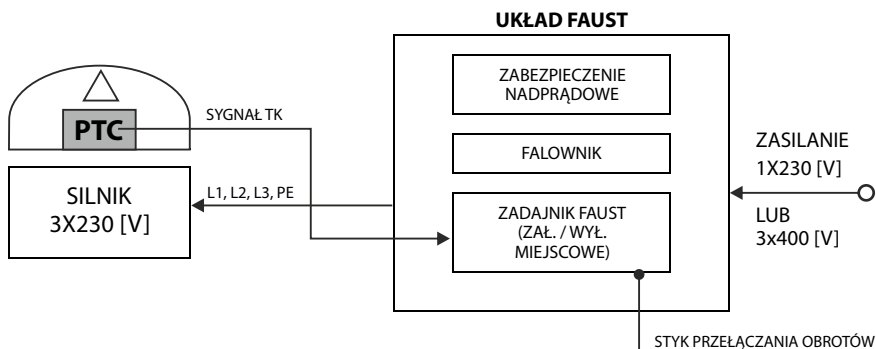 UKŁAD FAUST
ZABEZPIECZENIE
NADPRĄDOWE
PTC
SYGNAŁ TK
FALOWNIK
ZASILANIE
1X230 [V]
SILNIK
3X230 [V]
L1, L2, L3, PE
ZADAJNIK FAUST
(ZAŁ. / WYŁ.
MIEJSCOWE)
LUB
3x400 [V]
STYK PRZEŁĄCZANIA OBROTÓW